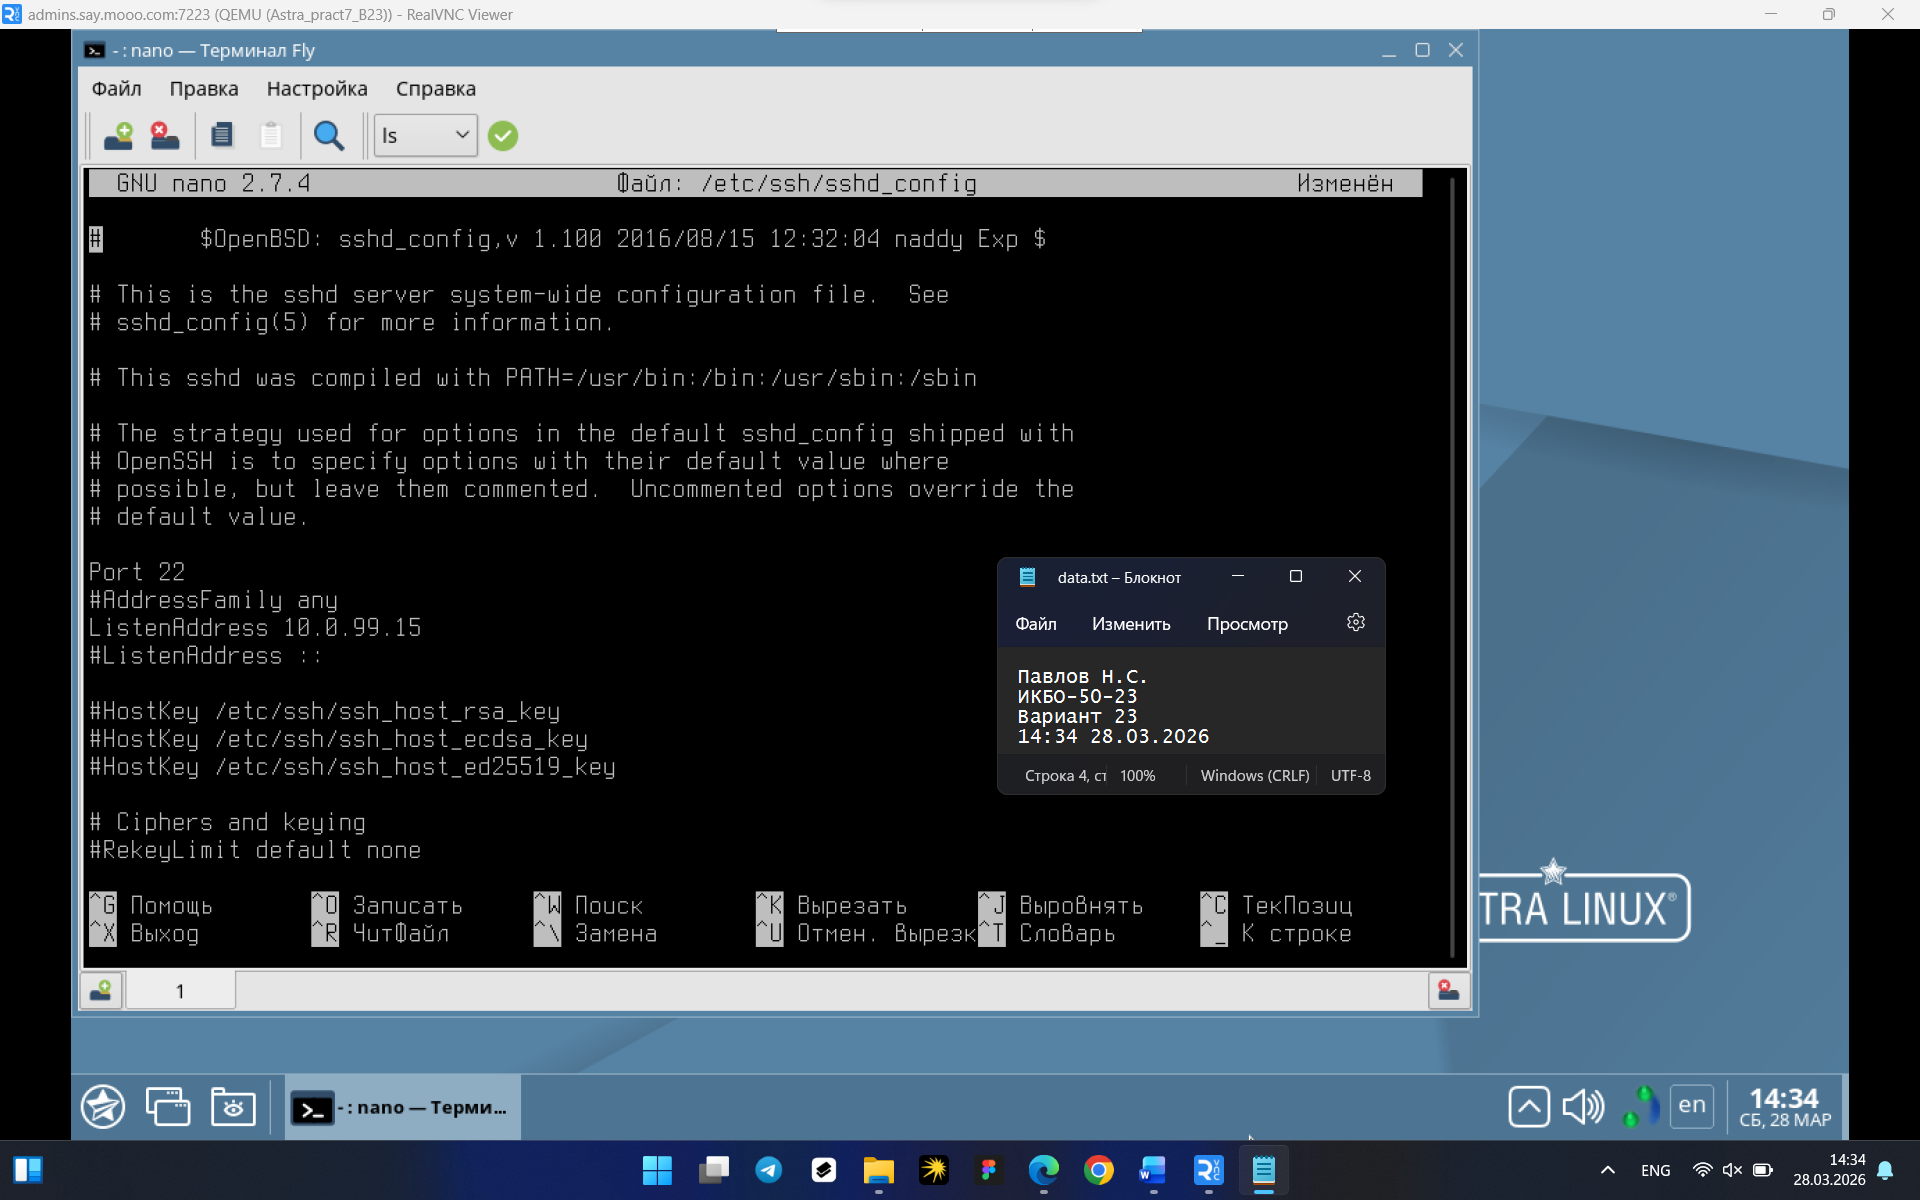 admins.say.mooo.com:7223 (QEMU (Astra_pract7_B23)) - RealVNC Viewer
- : nano — Терминал Fly
Файл Правка Настройка Справка
ls
GNU nano 2.7.4 Файл: /etc/ssh/sshd_config Изменён
# $OpenBSD: sshd_config,v 1.100 2016/08/15 12:32:04 naddy Exp $
# This is the sshd server system-wide configuration file. See
# sshd_config(5) for more information.
# This sshd was compiled with PATH=/usr/bin:/bin:/usr/sbin:/sbin
# The strategy used for options in the default sshd_config shipped with
# OpenSSH is to specify options with their default value where
# possible, but leave them commented. Uncommented options override the
# default value.
Port 22
#AddressFamily any
ListenAddress 10.0.99.15
#ListenAddress ::
#HostKey /etc/ssh/ssh_host_rsa_key
#HostKey /etc/ssh/ssh_host_ecdsa_key
#HostKey /etc/ssh/ssh_host_ed25519_key
# Ciphers and keying
#RekeyLimit default none
^G Помощь ^O Записать ^W Поиск ^K Вырезать ^J Выровнять ^C ТекПозиц
^X Выход ^R ЧитФайл ^\ Замена ^U Отмен. Вырезк ^T Словарь ^_ К строке
1
data.txt – Блокнот
Файл Изменить Просмотр
Павлов Н.С.
ИКБО-50-23
Вариант 23
14:34 28.03.2026
Строка 4, ст 100% Windows (CRLF) UTF-8
TRA LINUX®
- : nano — Терми...
en
14:34
СБ, 28 МАР
ENG
14:34
28.03.2026